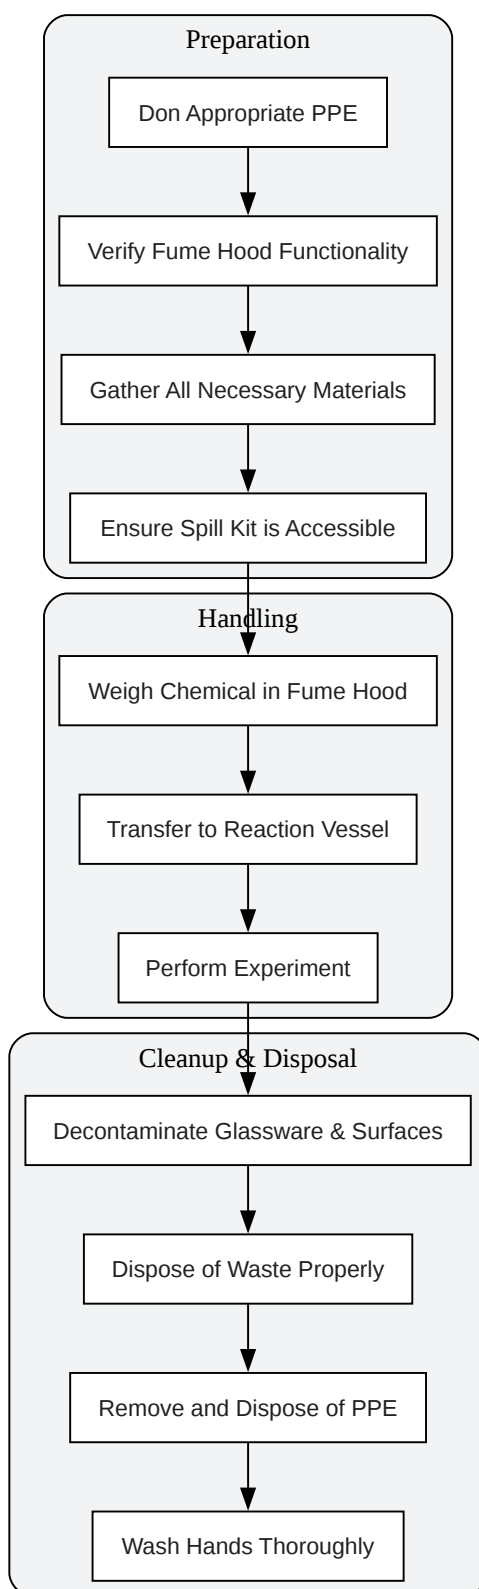 Preparation
Don Appropriate PPE
Verify Fume Hood Functionality
Gather All Necessary Materials
Ensure Spill Kit is Accessible
Handling
Weigh Chemical in Fume Hood
Transfer to Reaction Vessel
Perform Experiment
Cleanup & Disposal
Decontaminate Glassware & Surfaces
Dispose of Waste Properly
Remove and Dispose of PPE
Wash Hands Thoroughly